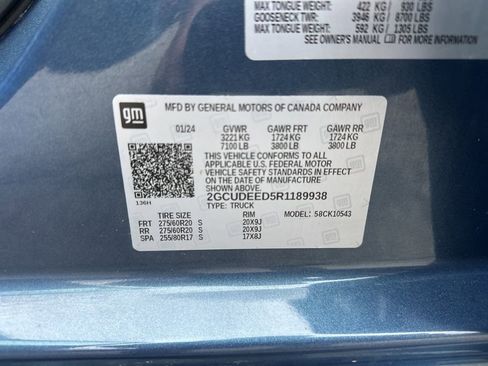 MAX TONGUE WEIGHT: 422 KG / 930 LBS
GOOSENECK TWR: 3946 KG / 8700 LBS
MAX TONGUE WEIGHT: 592 KG / 1305 LBS
SEE OWNER'S MANUAL FOR MORE INFORMATION
gm
MFD BY GENERAL MOTORS OF CANADA COMPANY
01/24 GVWR GAWR FRT GAWR RR
3221 KG 1724 KG 1724 KG
7100 LB 3800 LB 3800 LB
THIS VEHICLE CONFORMS TO ALL
APPLICABLE U.S. FEDERAL MOTOR
VEHICLE SAFETY, BUMPER, AND THEFT
PREVENTION STANDARDS IN EFFECT ON
THE DATE OF MANUFACTURE SHOWN ABOVE.
136H
2GCUDEED5R1189938
TYPE: TRUCK
TIRE SIZE RIM MODEL: 58CK10543
FRT 275/60R20 S 20X9J
RR 275/60R20 S 20X9J
SPA 255/80R17 S 17X8J